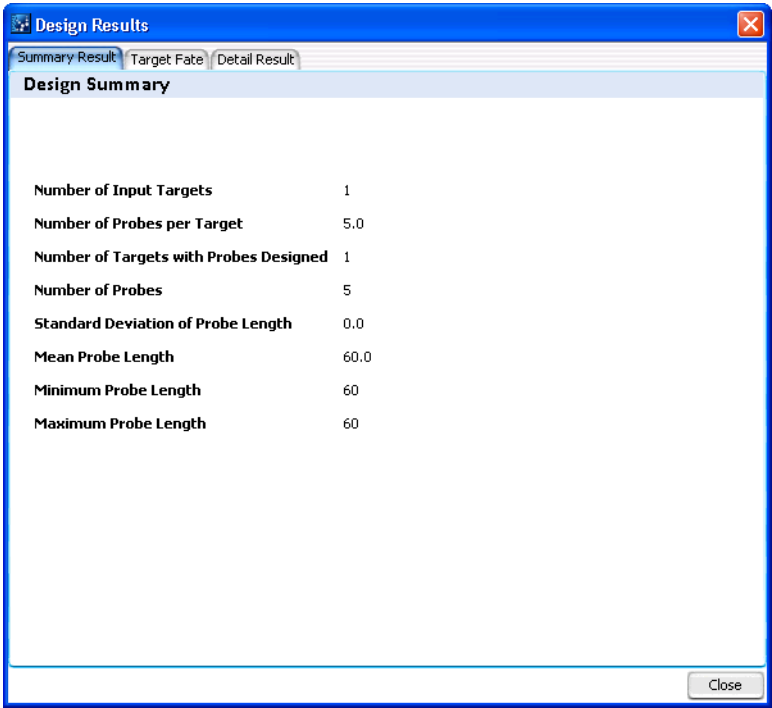 Design Results
Summary Result Target Fate Detail Result
Design Summary
Number of Input Targets 1
Number of Probes per Target 5.0
Number of Targets with Probes Designed 1
Number of Probes 5
Standard Deviation of Probe Length 0.0
Mean Probe Length 60.0
Minimum Probe Length 60
Maximum Probe Length 60
Close